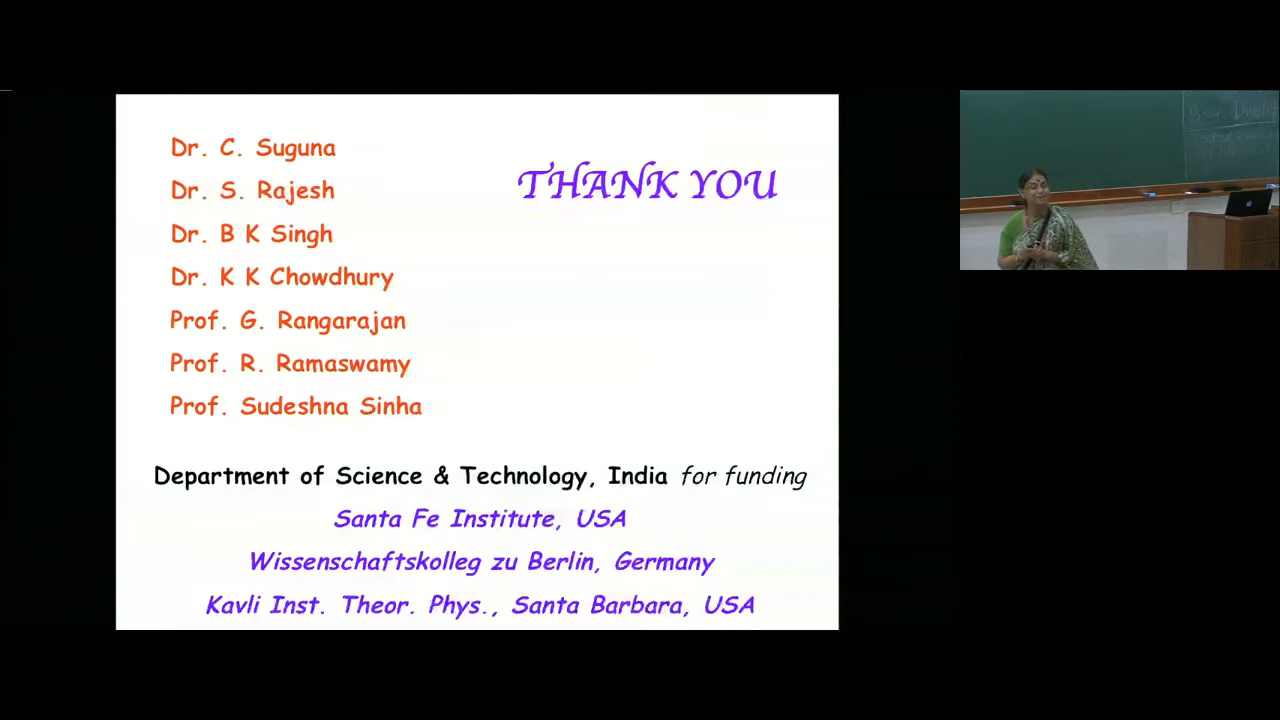 Dr. C. Suguna
THANK YOU
Dr. S. Rajesh
Dr. B K Singh
Dr. K K Chowdhury
Prof. G. Rangarajan
Prof. R. Ramaswamy
Prof. Sudeshna Sinha
Department of Science & Technology, India for funding
Santa Fe Institute, USA
Wissenschaftskolleg zu Berlin, Germany
Kavli Inst. Theor. Phys., Santa Barbara, USA